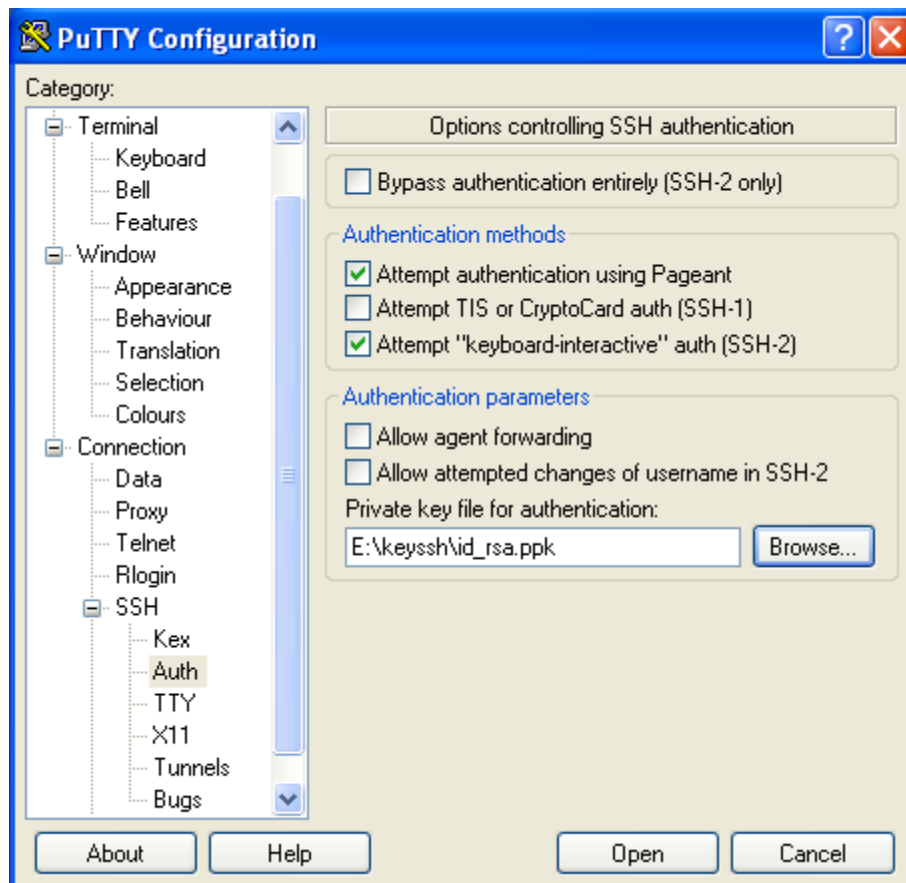 PuTTY Configuration
Category:
Terminal
Keyboard
Bell
Features
Window
Appearance
Behaviour
Translation
Selection
Colours
Connection
Data
Proxy
Telnet
Rlogin
SSH
Kex
Auth
TTY
X11
Tunnels
Bugs
Options controlling SSH authentication
Bypass authentication entirely (SSH-2 only)
Authentication methods
Attempt authentication using Pageant
Attempt TIS or CryptoCard auth (SSH-1)
Attempt "keyboard-interactive" auth (SSH-2)
Authentication parameters
Allow agent forwarding
Allow attempted changes of username in SSH-2
Private key file for authentication:
E:\keyssh\id_rsa.ppk
Browse...
About
Help
Open
Cancel